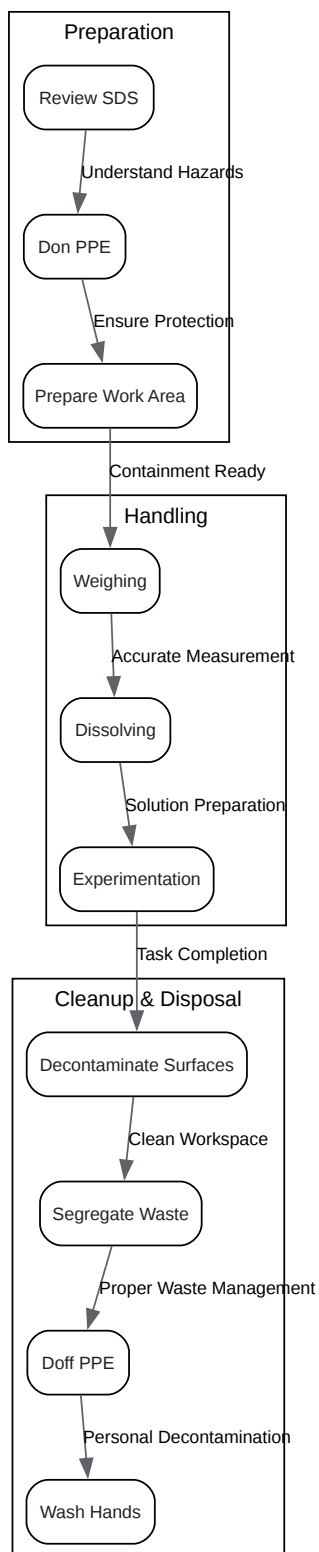 Preparation
Review SDS
Understand Hazards
Don PPE
Ensure Protection
Prepare Work Area
Containment Ready
Handling
Weighing
Accurate Measurement
Dissolving
Solution Preparation
Experimentation
Task Completion
Cleanup & Disposal
Decontaminate Surfaces
Clean Workspace
Segregate Waste
Proper Waste Management
Doff PPE
Personal Decontamination
Wash Hands